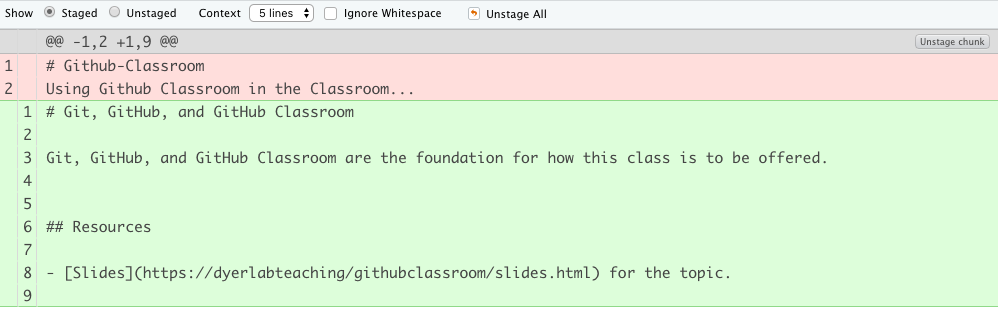 Show Staged Unstaged Context 5 lines Ignore Whitespace Unstage All
@@ -1,2 +1,9 @@ Unstage chunk
1 # Github-Classroom
2 Using Github Classroom in the Classroom...
1 # Git, GitHub, and GitHub Classroom
2
3 Git, GitHub, and GitHub Classroom are the foundation for how this class is to be offered.
4
5
6 ## Resources
7
8 - [Slides](https://dyerlabteaching/githubclassroom/slides.html) for the topic.
9